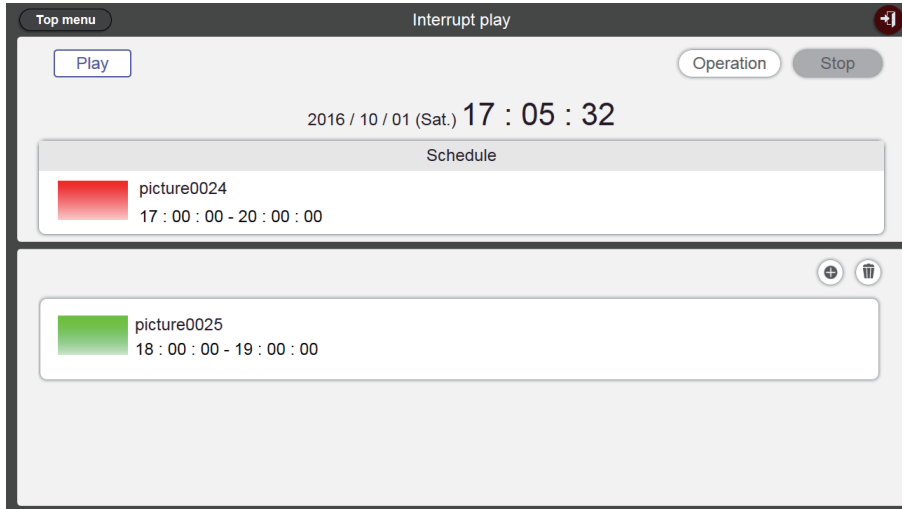 Top menu
Interrupt play
Play
Operation
Stop
2016 / 10 / 01 (Sat.) 17 : 05 : 32
Schedule
picture0024
17 : 00 : 00 - 20 : 00 : 00
picture0025
18 : 00 : 00 - 19 : 00 : 00